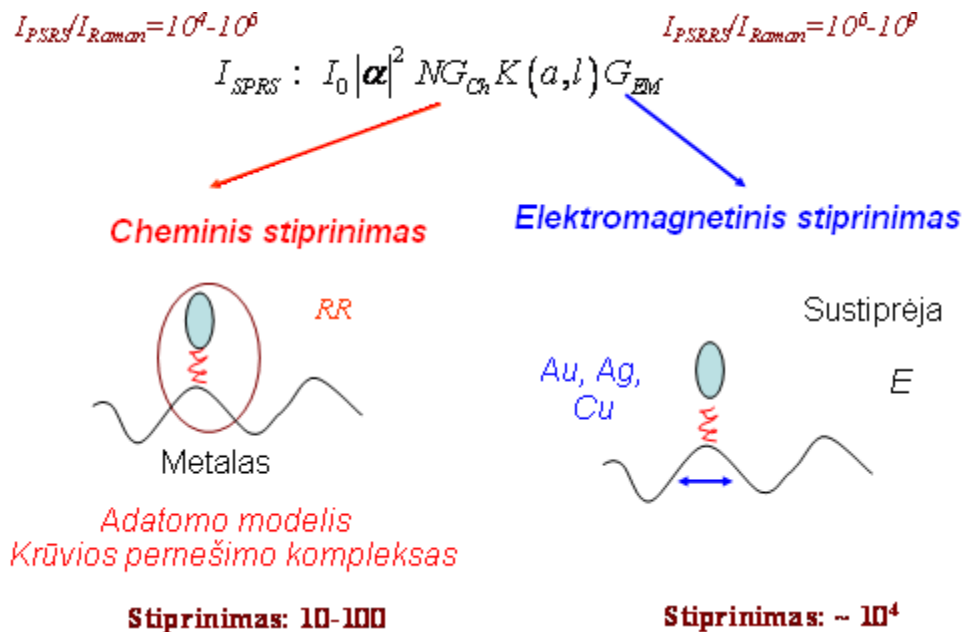 I_PSRS/I_Raman=10^4-10^6
I_PSRRS/I_Raman=10^6-10^9
I_SPRS : I_0|α|^2 NG_Ch K(a,l)G_EM
Cheminis stiprinimas
Elektromagnetinis stiprinimas
RR
Sustiprėja
Au, Ag,
Cu
E
Metalas
Adatomo modelis
Krūvios pernešimo kompleksas
Stiprinimas: 10-100
Stiprinimas: ~ 10^4